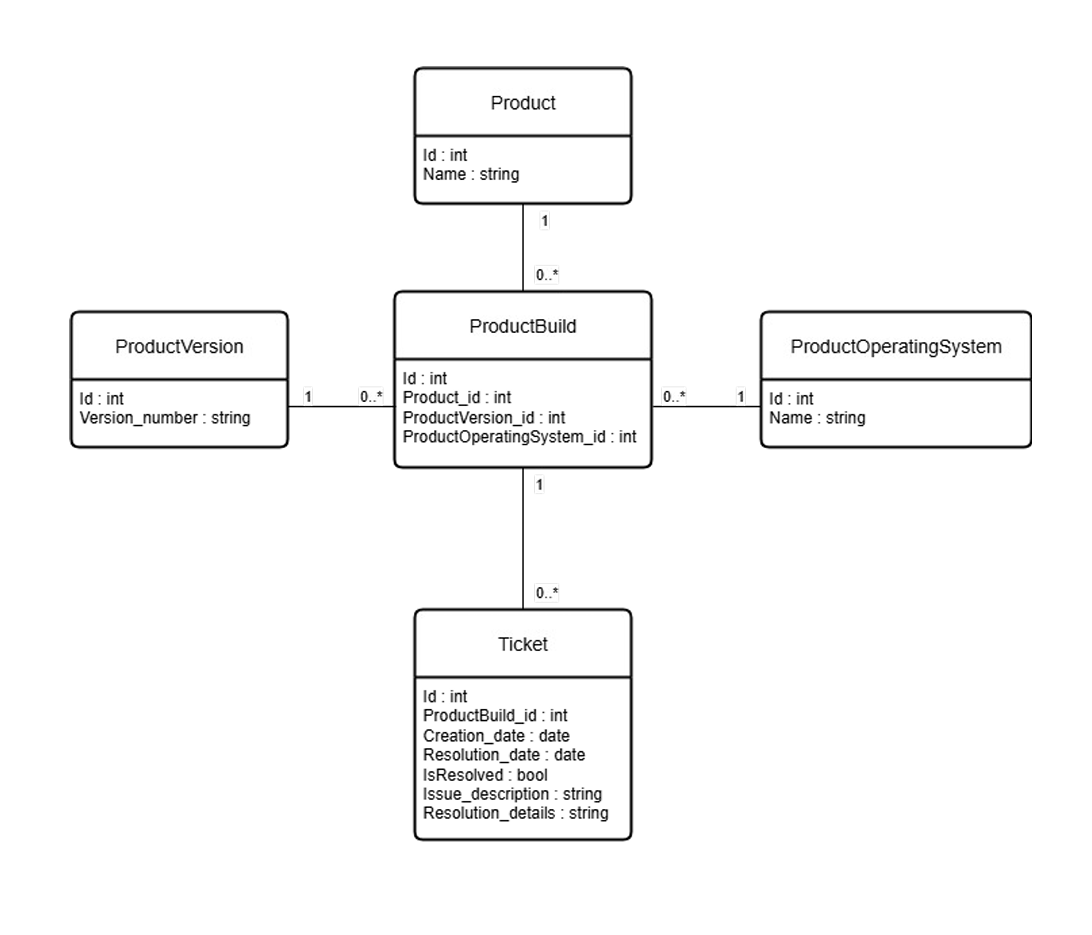 Product
Id : int
Name : string
1
0..*
ProductVersion
Id : int
Version_number : string
1
0..*
ProductBuild
Id : int
Product_id : int
ProductVersion_id : int
ProductOperatingSystem_id : int
0..*
1
ProductOperatingSystem
Id : int
Name : string
1
0..*
Ticket
Id : int
ProductBuild_id : int
Creation_date : date
Resolution_date : date
IsResolved : bool
Issue_description : string
Resolution_details : string